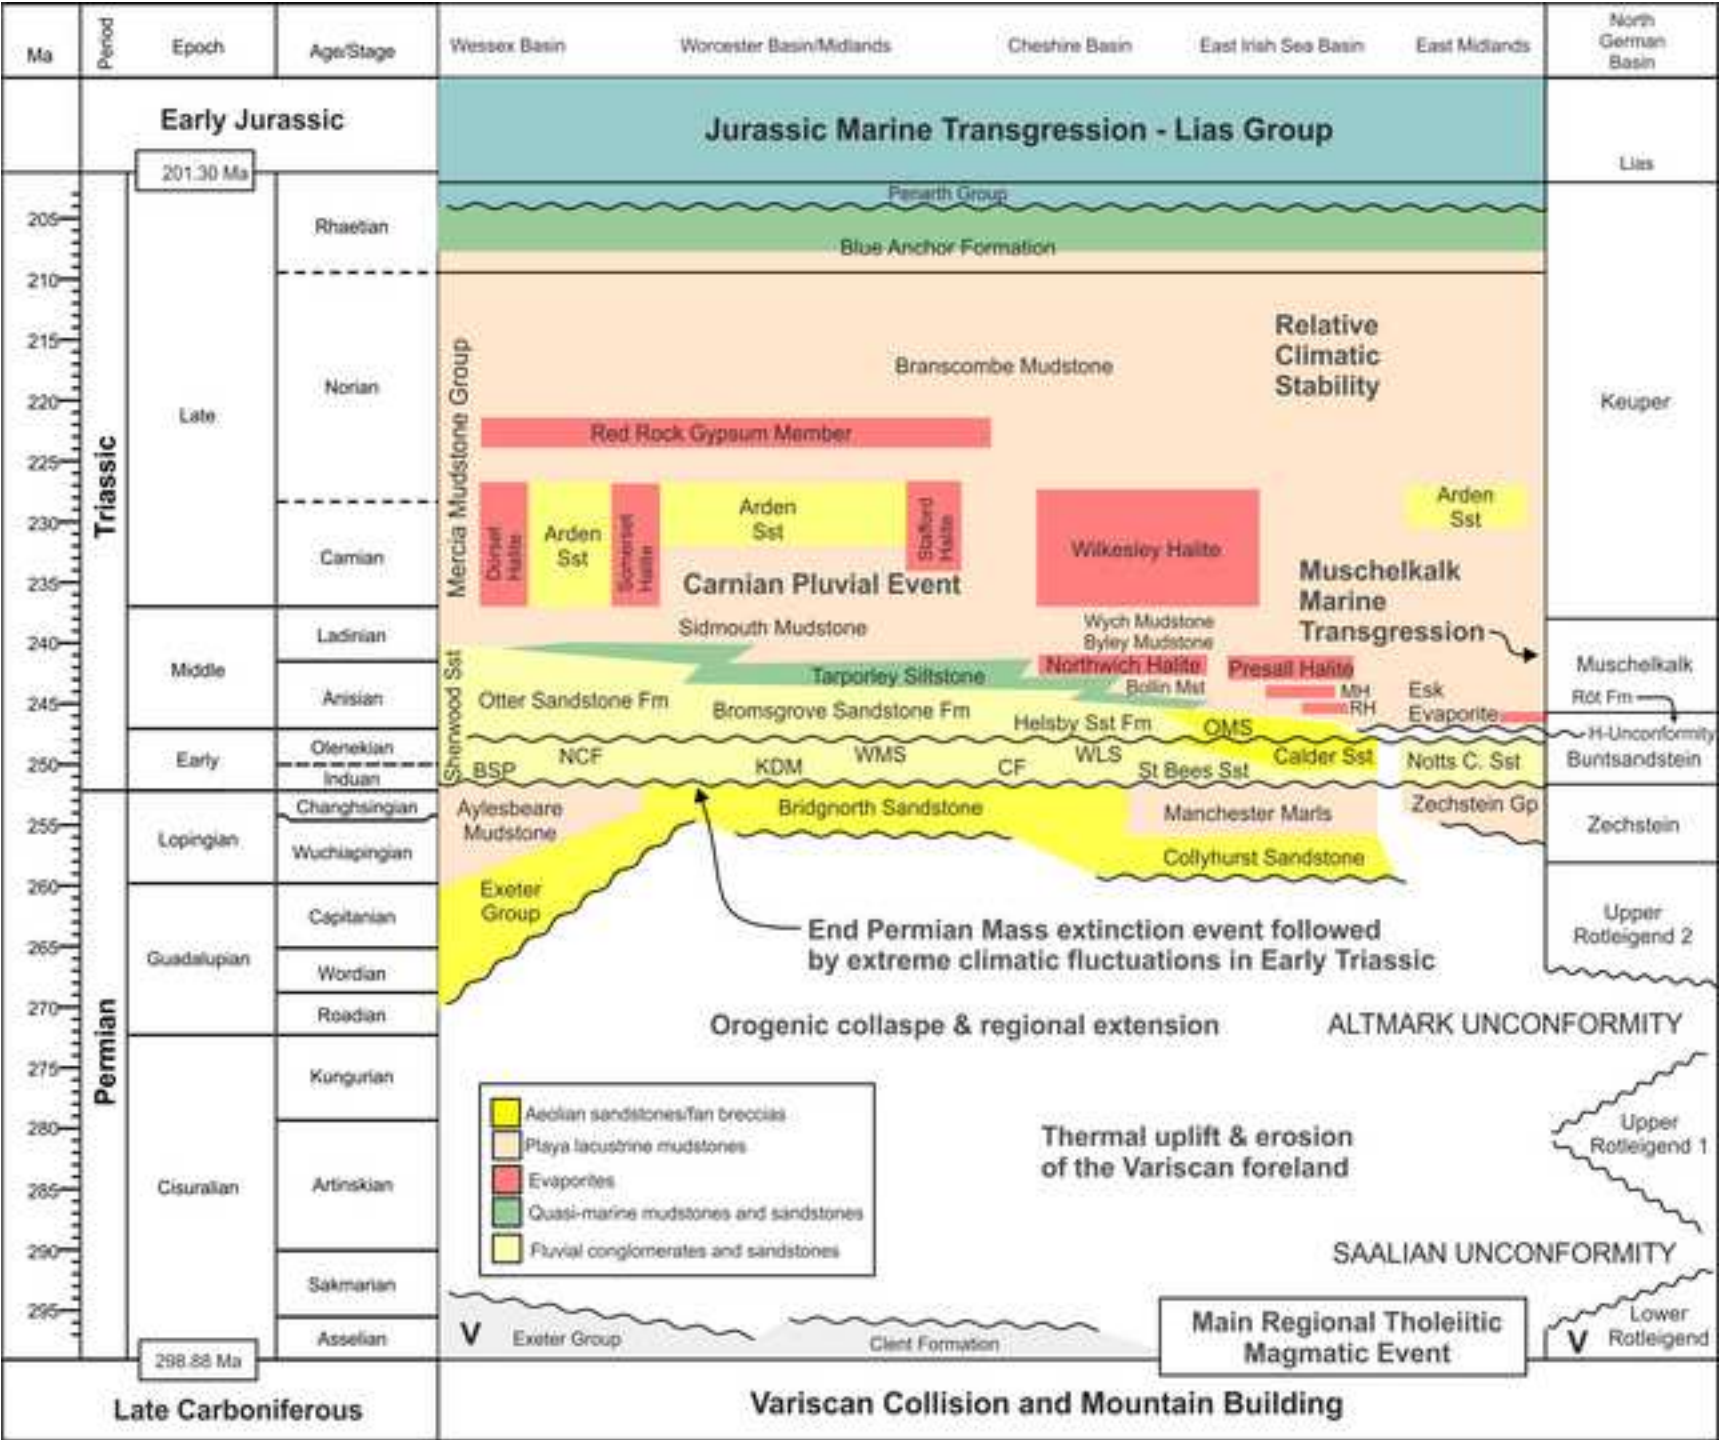 Ma
Period
Epoch
Age/Stage
Wessex Basin
Worcester Basin/Midlands
Cheshire Basin
East Irish Sea Basin
East Midlands
North
German
Basin
Early Jurassic
Jurassic Marine Transgression - Lias Group
Lias
201.30 Ma
Penarth Group
205
Rhaetian
Blue Anchor Formation
210
215
Relative
Climatic
Stability
Branscombe Mudstone
Norian
Late
220
Keuper
Mercia Mudstone Group
Triassic
Red Rock Gypsum Member
225
230
Dorset
Halite
Arden
Sst
Somerset
Halite
Arden
Sst
Stafford
Halite
Wilkesley Halite
Arden
Sst
Carnian
235
Carnian Pluvial Event
Muschelkalk
Marine
Transgression
Ladinian
Sidmouth Mudstone
Wych Mudstone
Byley Mudstone
240
Middle
Northwich Halite
Presall Halite
Muschelkalk
Tarporley Siltstone
Bollin Mst
MH
RH
Esk
Evaporite
Röt Fm
Anisian
245
Sherwood Sst
Otter Sandstone Fm
Bromsgrove Sandstone Fm
Helsby Sst Fm
OMS
H-Unconformity
Early
Olenekian
Induan
250
BSP
NCF
KDM
WMS
CF
WLS
St Bees Sst
Calder Sst
Notts C. Sst
Buntsandstein
Changhsingian
Aylesbeare
Mudstone
Bridgnorth Sandstone
Manchester Marls
Zechstein Gp
Zechstein
255
Lopingian
Wuchiapingian
Collyhurst Sandstone
260
Exeter
Group
Capitanian
Upper
Rotleigend 2
End Permian Mass extinction event followed
by extreme climatic fluctuations in Early Triassic
265
Guadalupian
Wordian
270
Roadian
Orogenic collaspe & regional extension
ALTMARK UNCONFORMITY
Permian
275
Kungurian
280
Aeolian sandstones/fan breccias
Playa lacustrine mudstones
Evaporites
Quasi-marine mudstones and sandstones
Fluvial conglomerates and sandstones
Thermal uplift & erosion
of the Variscan foreland
Upper
Rotleigend 1
Cisuralian
Artinskian
285
290
SAALIAN UNCONFORMITY
Sakmarian
295
Asselian
V
Exeter Group
Clent Formation
Main Regional Tholeiitic
Magmatic Event
Lower
Rotleigend
V
298.88 Ma
Late Carboniferous
Variscan Collision and Mountain Building